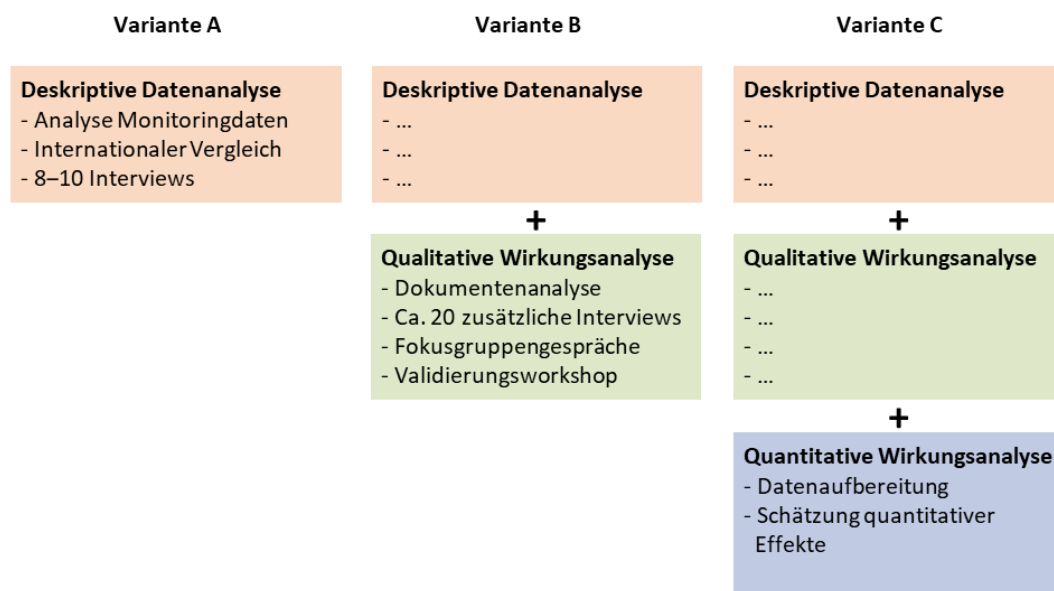 Variante A
Deskriptive Datenanalyse
- Analyse Monitoringdaten
- Internationaler Vergleich
- 8–10 Interviews
Variante B
Deskriptive Datenanalyse
- ...
- ...
- ...
+
Qualitative Wirkungsanalyse
- Dokumentenanalyse
- Ca. 20 zusätzliche Interviews
- Fokusgruppengespräche
- Validierungsworkshop
Variante C
Deskriptive Datenanalyse
- ...
- ...
- ...
+
Qualitative Wirkungsanalyse
- ...
- ...
- ...
- ...
+
Quantitative Wirkungsanalyse
- Datenaufbereitung
- Schätzung quantitativer
Effekte